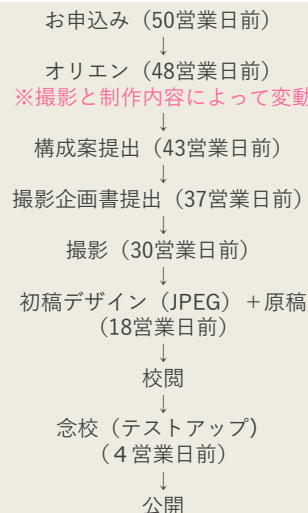 お申込み（50営業日前）
↓
オリエン（48営業日前）
※撮影と制作内容によって変動
↓
構成案提出（43営業日前）
↓
撮影企画書提出（37営業日前）
↓
撮影（30営業日前）
↓
初稿デザイン（JPEG）＋原稿
（18営業日前）
↓
校閲
↓
念校（テストアップ）
（４営業日前）
↓
公開